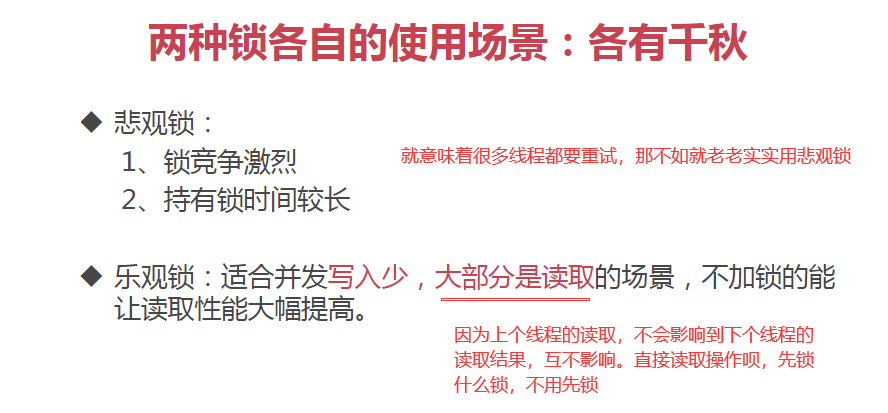 两种锁各自的使用场景：各有千秋
◆ 悲观锁：
1、锁竞争激烈
就意味着很多线程都要重试，那不如就老老实实用悲观锁
2、持有锁时间较长
◆ 乐观锁：适合并发写入少，大部分是读取的场景，不加锁的能
让读取性能大幅提高。
因为上个线程的读取，不会影响到下个线程的
读取结果，互不影响。直接读取操作呗，先锁
什么锁，不用先锁